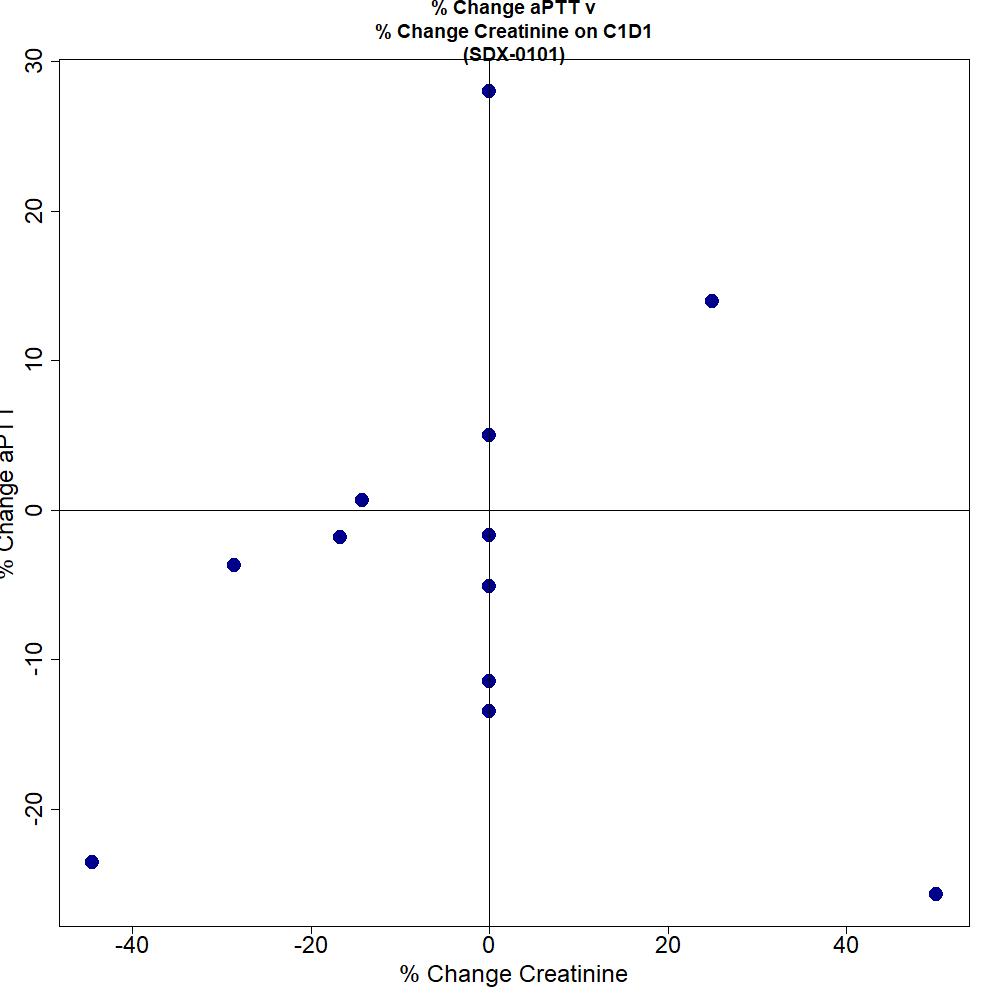 % Change aPTT v
% Change Creatinine on C1D1
(SDX-0101)
30
20
10
0
-10
-20
% Change aPTT
-40
-20
0
20
40
% Change Creatinine